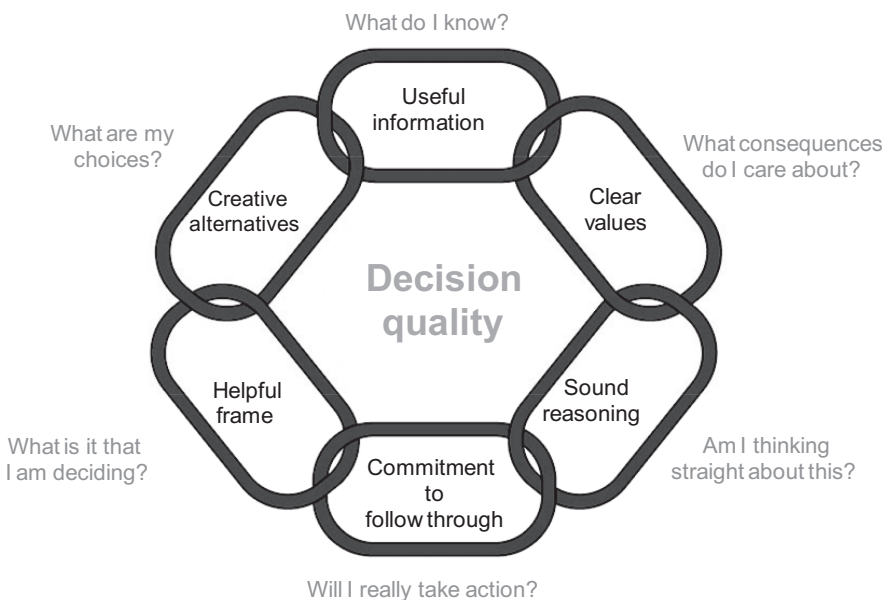 What do I know?
Useful
information
What are my
choices?
What consequences
do I care about?
Creative
alternatives
Clear
values
Decision
quality
Helpful
frame
Sound
reasoning
What is it that
I am deciding?
Am I thinking
straight about this?
Commitment
to
follow through
Will I really take action?